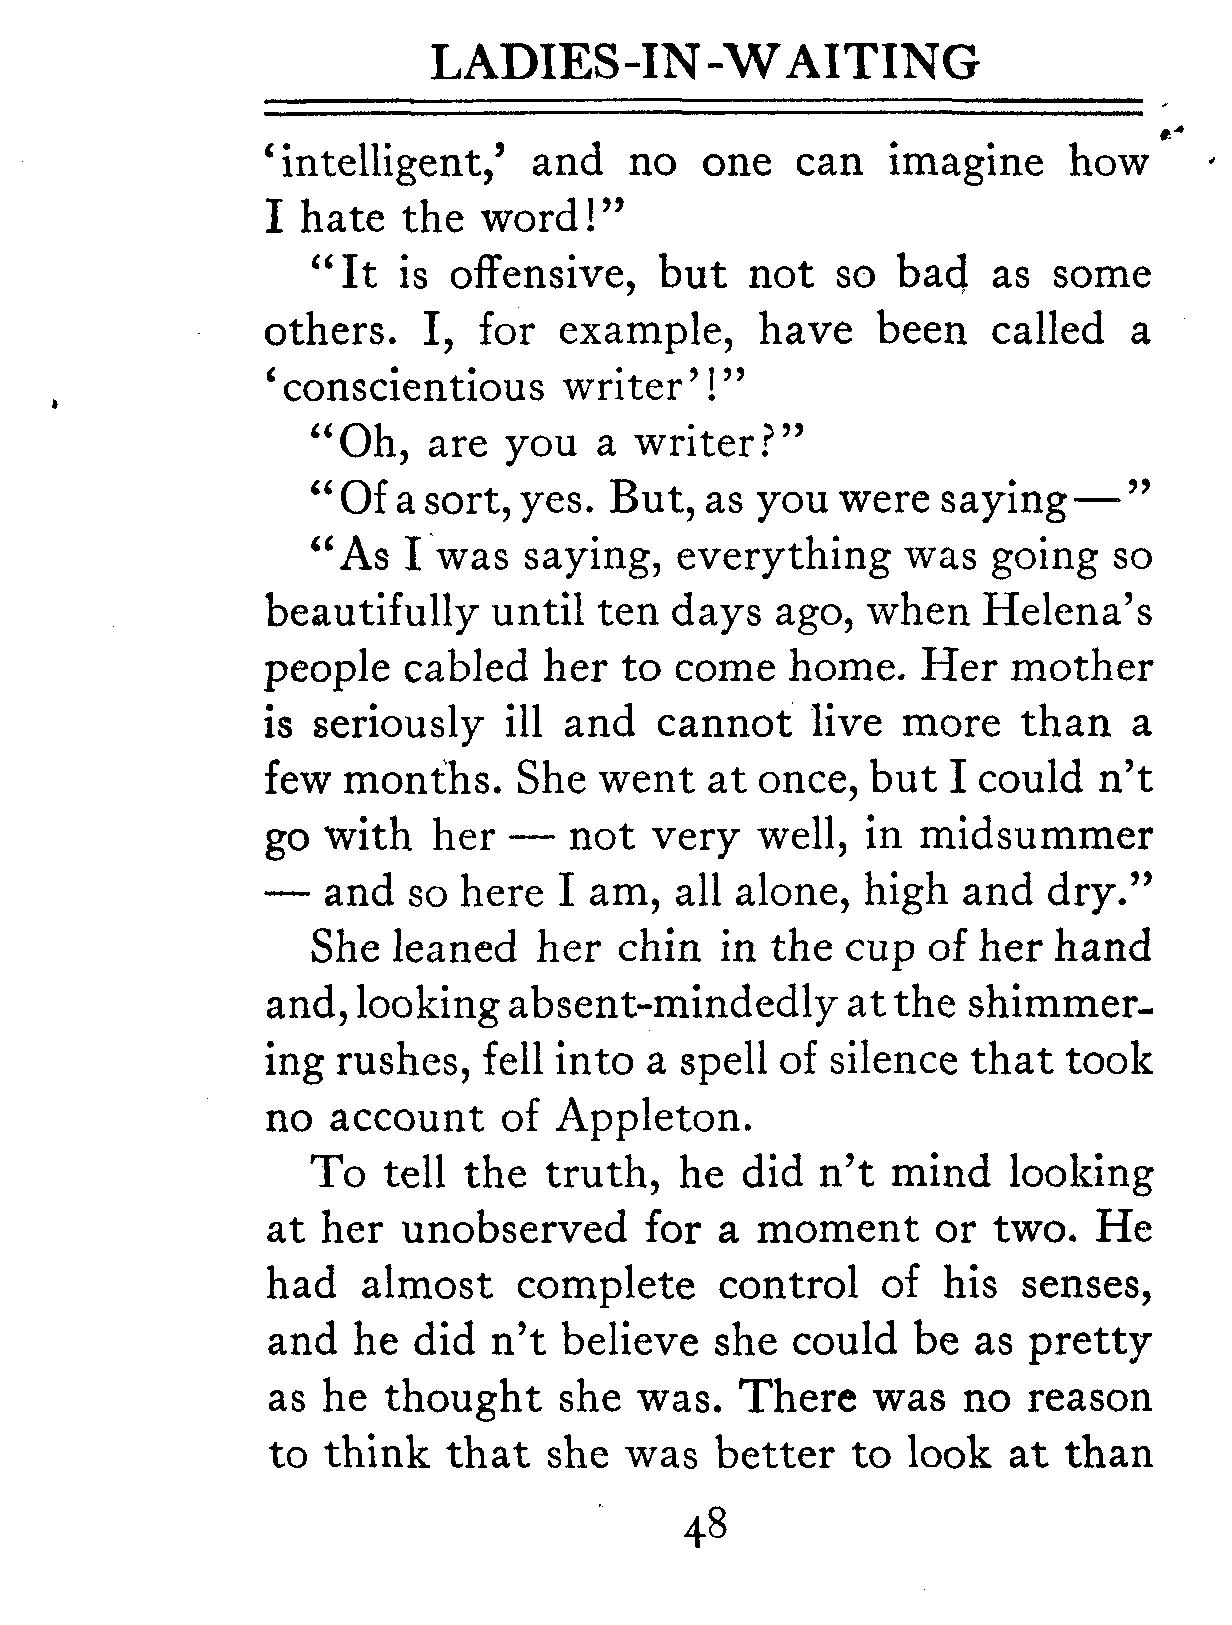 LADIES-IN-WAITING
‘intelligent,’ and no one can imagine how
I hate the word!”
“It is offensive, but not so bad as some
others. I, for example, have been called a
‘conscientious writer’!”
“Oh, are you a writer?”
“Of a sort, yes. But, as you were saying—”
“As I was saying, everything was going so
beautifully until ten days ago, when Helena’s
people cabled her to come home. Her mother
is seriously ill and cannot live more than a
few months. She went at once, but I could n’t
go with her — not very well, in midsummer
— and so here I am, all alone, high and dry.”
She leaned her chin in the cup of her hand
and, looking absent-mindedly at the shimmer-
ing rushes, fell into a spell of silence that took
no account of Appleton.
To tell the truth, he did n’t mind looking
at her unobserved for a moment or two. He
had almost complete control of his senses,
and he did n’t believe she could be as pretty
as he thought she was. There was no reason
to think that she was better to look at than
48